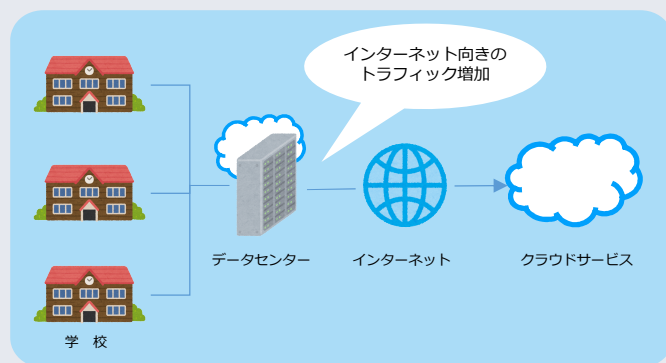 インターネット向きの
トラフィック増加
データセンター
インターネット
クラウドサービス
学 校